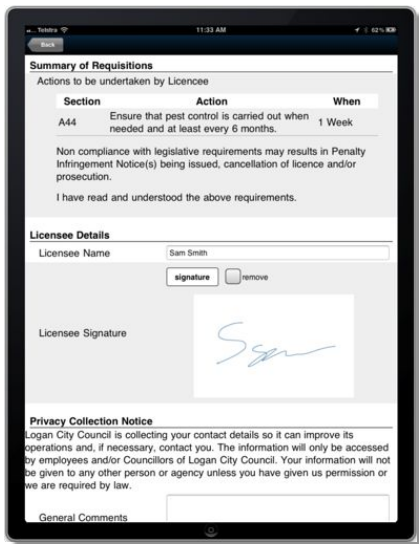 Telstra 11:33 AM 62%
Back
Summary of Requisitions
Actions to be undertaken by Licencee
Section Action When
A44 Ensure that pest control is carried out when needed and at least every 6 months. 1 Week
Non compliance with legislative requirements may results in Penalty
Infringement Notice(s) being issued, cancellation of licence and/or
prosecution.
I have read and understood the above requirements.
Licensee Details
Licensee Name Sam Smith
signature remove
Licensee Signature
Privacy Collection Notice
Logan City Council is collecting your contact details so it can improve its
operations and, if necessary, contact you. The information will only be accessed
by employees and/or Councillors of Logan City Council. Your information will not
be given to any other person or agency unless you have given us permission or
we are required by law.
General Comments